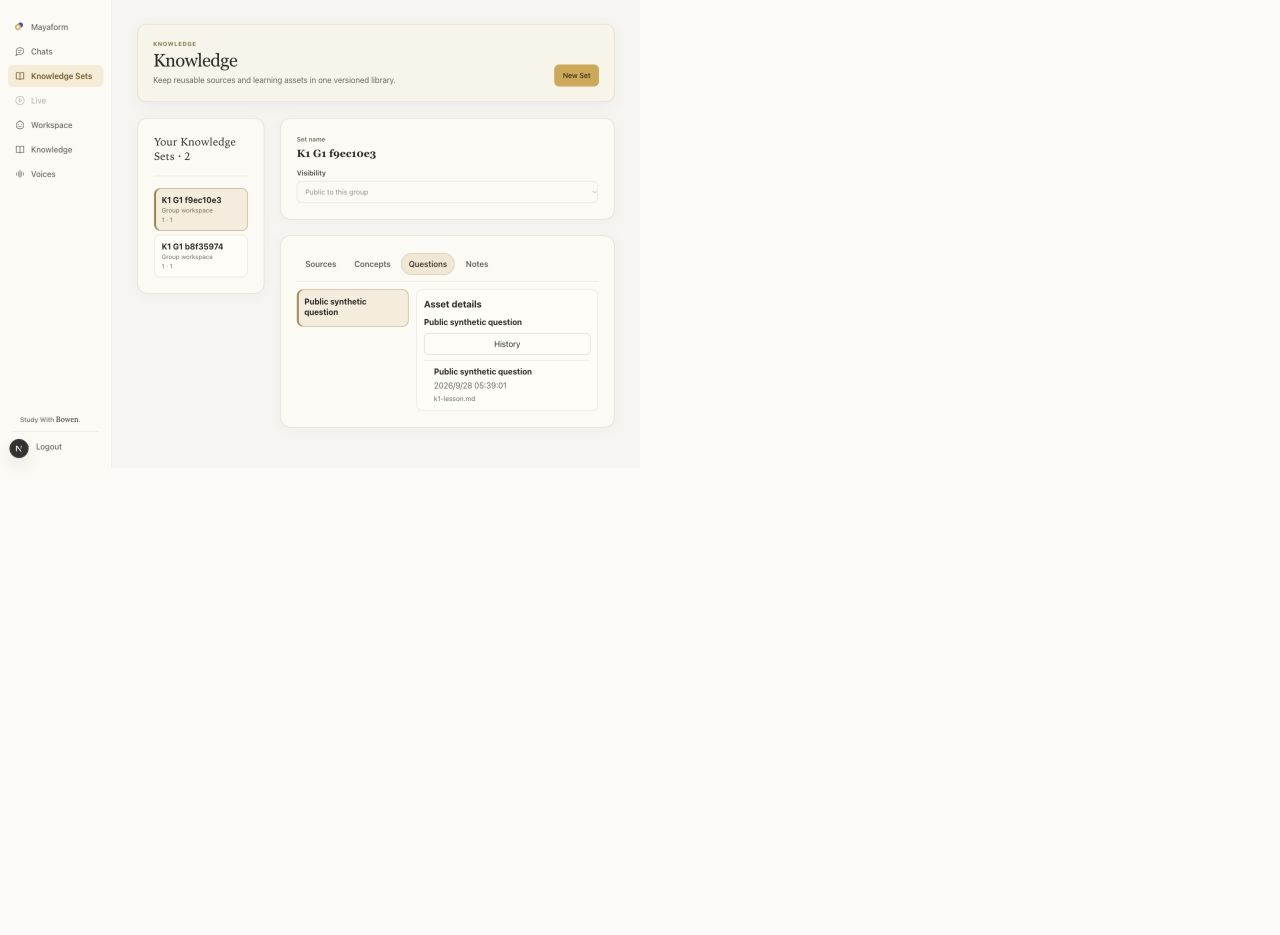 Mayaform
Chats
Knowledge Sets
Live
Workspace
Knowledge
Voices
Study With Bowen.
N
Logout
KNOWLEDGE
Knowledge
Keep reusable sources and learning assets in one versioned library.
New Set
Your Knowledge
Sets · 2
K1 G1 f9ec10e3
Group workspace
1 · 1
K1 G1 b8f35974
Group workspace
1 · 1
Set name
K1 G1 f9ec10e3
Visibility
Public to this group
Sources
Concepts
Questions
Notes
Public synthetic
question
Asset details
Public synthetic question
History
Public synthetic question
2026/9/28 05:39:01
k1-lesson.md